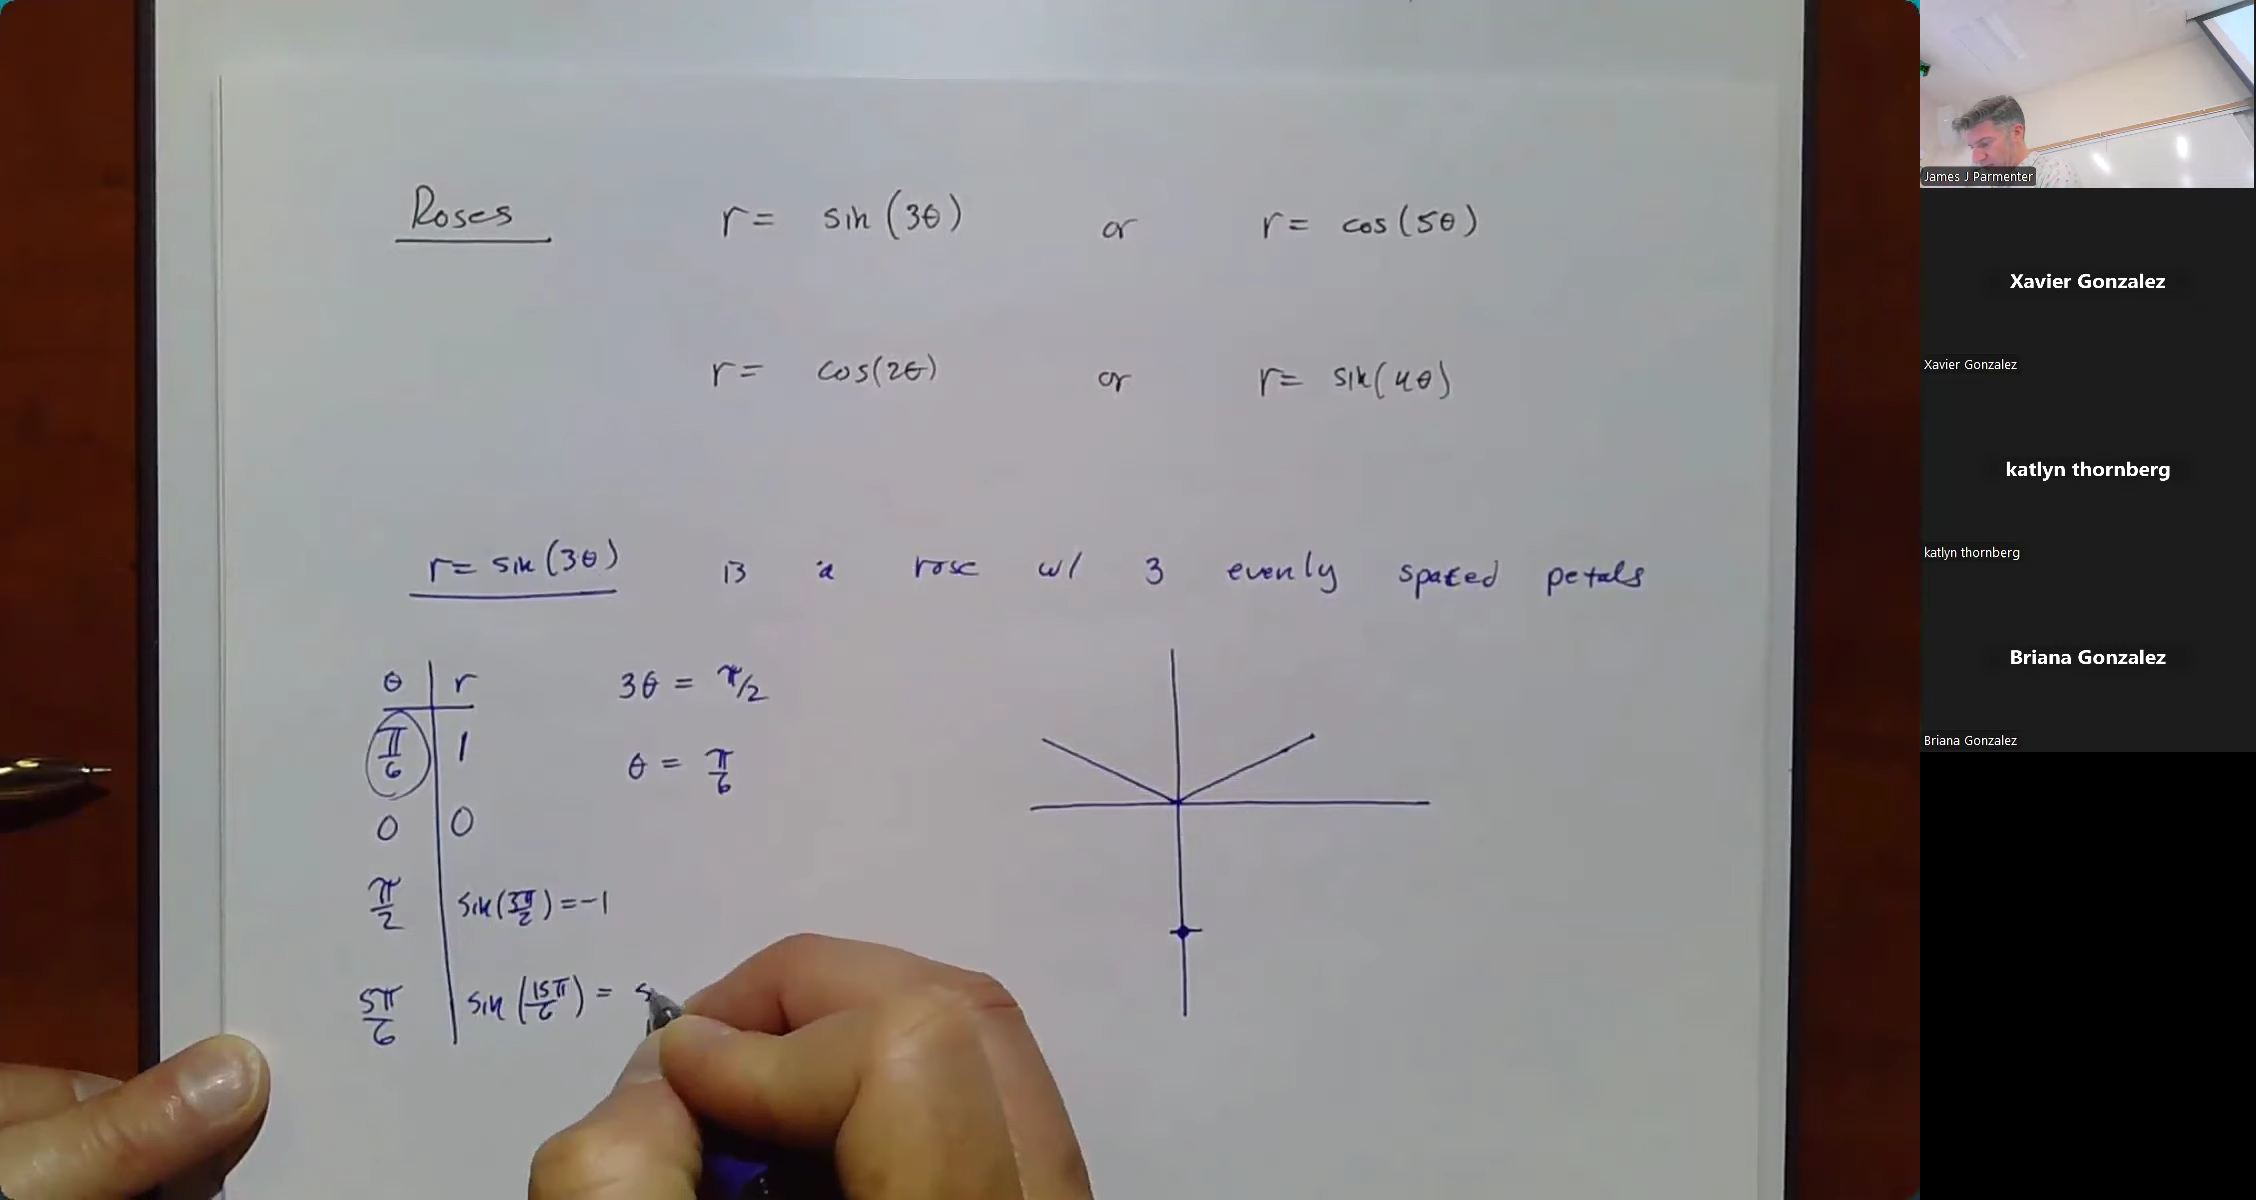 Roses r = sin (3θ) or r = cos (5θ)
r = cos(2θ) or r = sin(4θ)
r = sin (3θ) is a rose w/ 3 evenly spaced petals
θ r 3θ = π/2
π/6 1 θ = π/6
0 0
π/2 sin(3π/2) = -1
5π/6 sin (15π/6) = s
James J Parmenter
Xavier Gonzalez
Xavier Gonzalez
katlyn thornberg
katlyn thornberg
Briana Gonzalez
Briana Gonzalez